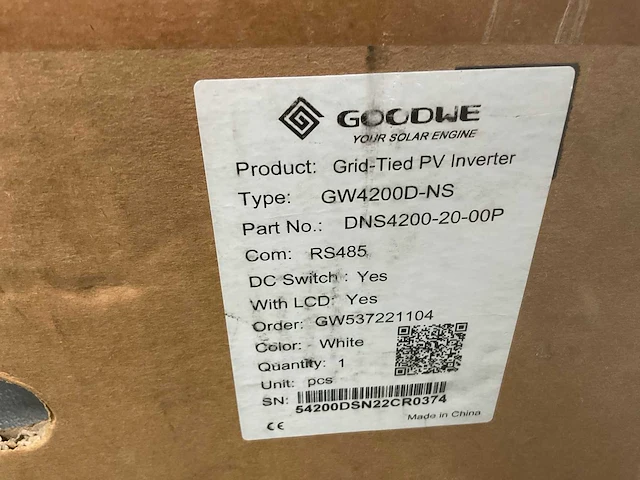 GOODWE
YOUR SOLAR ENGINE
Product: Grid-Tied PV Inverter
Type: GW4200D-NS
Part No.: DNS4200-20-00P
Com: RS485
DC Switch : Yes
With LCD: Yes
Order: GW537221104
Color: White
Quantity: 1
Unit: pcs
SN: 54200DSN22CR0374
CE Made in China